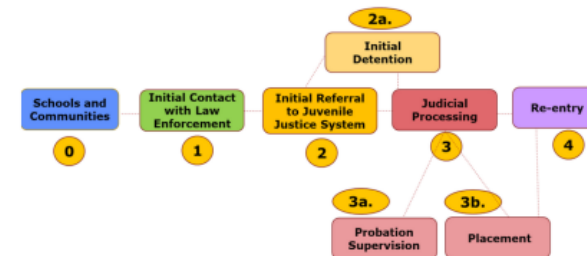 2a.
Initial
Detention
Schools and
Communities
0
Initial Contact
with Law
Enforcement
1
Initial Referral
to Juvenile
Justice System
2
Judicial
Processing
3
Re-entry
4
3a.
Probation
Supervision
3b.
Placement